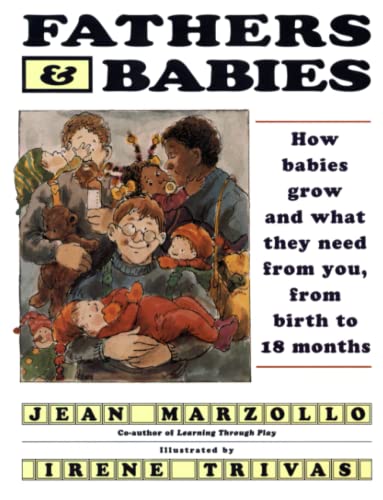 FATHERS
& BABIES
How
babies
grow
and what
they need
from you,
from
birth to
18 months
JEAN MARZOLLO
Co-author of Learning Through Play
Illustrated by
IRENE TRIVAS